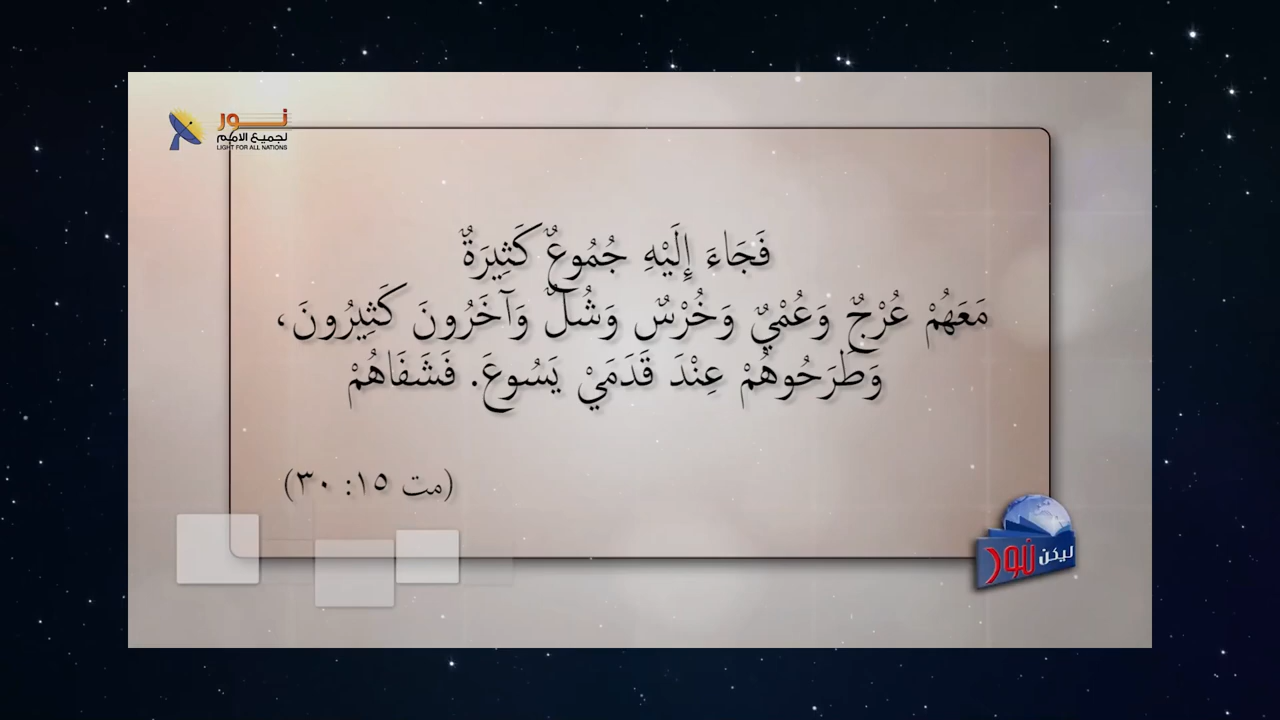 نور
لجميع الأمم
LIGHT FOR ALL NATIONS
فَجَاءَ إِلَيْهِ جُمُوعٌ كَثِيرَةٌ
مَعَهُمْ عُرْجٌ وَعُمْيٌ وَخُرْسٌ وَشُلٌ وَآخَرُونَ كَثِيرُونَ،
وَطَرَحُوهُمْ عِنْدَ قَدَمَيْ يَسُوعَ. فَشَفَاهُمْ
(مت ١٥: ٣٠)
ليكن نور